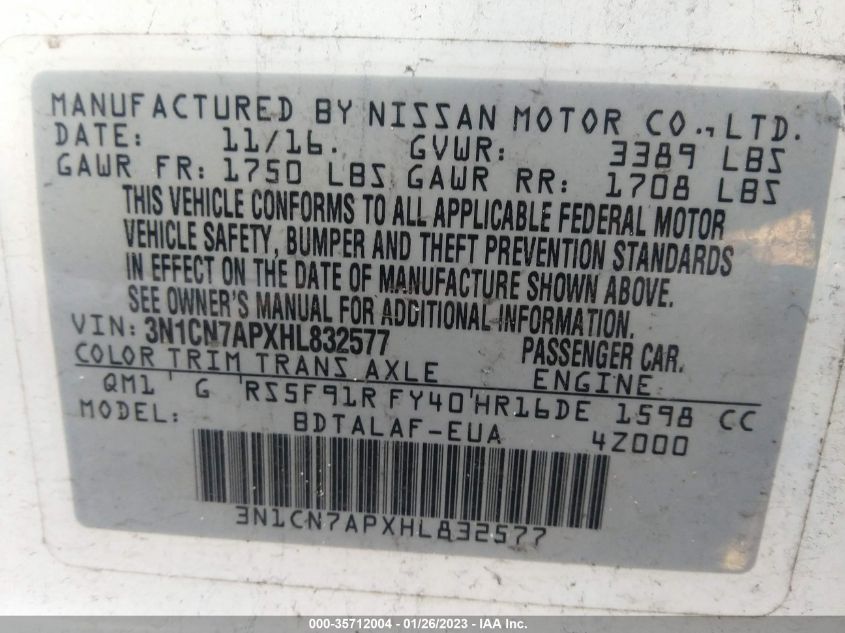 MANUFACTURED BY NISSAN MOTOR CO., LTD.
DATE: 11/16. GVWR: 3389 LBS
GAWR FR: 1750 LBS GAWR RR: 1708 LBS
THIS VEHICLE CONFORMS TO ALL APPLICABLE FEDERAL MOTOR
VEHICLE SAFETY, BUMPER AND THEFT PREVENTION STANDARDS
IN EFFECT ON THE DATE OF MANUFACTURE SHOWN ABOVE.
SEE OWNER'S MANUAL FOR ADDITIONAL INFORMATION.
VIN: 3N1CN7APXHL832577 PASSENGER CAR.
COLOR TRIM TRANS AXLE ENGINE
QM1 ' G 'RS5F91R FY40'HR16DE 1598 CC
MODEL: BDTALAF-EUA 4Z000
3N1CN7APXHL832577
000-35712004 - 01/26/2023 - IAA Inc.